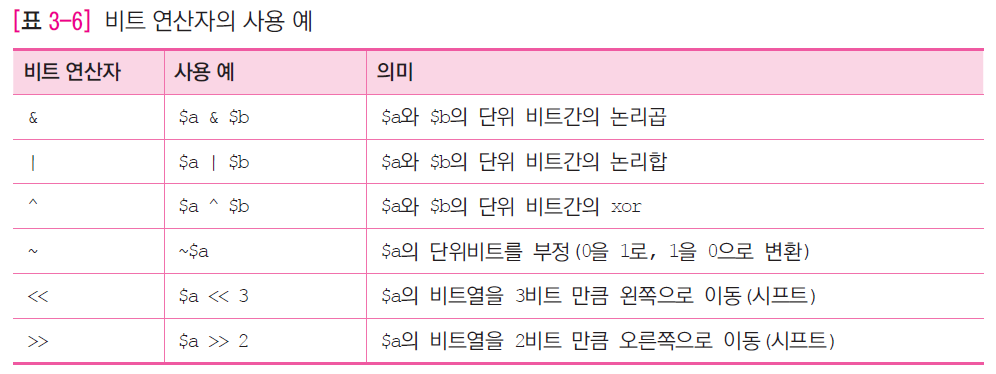 [표 3-6] 비트 연산자의 사용 예
비트 연산자 사용 예 의미
& $a & $b $a와 $b의 단위 비트간의 논리곱
| $a | $b $a와 $b의 단위 비트간의 논리합
^ $a ^ $b $a와 $b의 단위 비트간의 xor
~ ~$a $a의 단위비트를 부정(0을 1로, 1을 0으로 변환)
<< $a << 3 $a의 비트열을 3비트 만큼 왼쪽으로 이동(시프트)
>> $a >> 2 $a의 비트열을 2비트 만큼 오른쪽으로 이동(시프트)